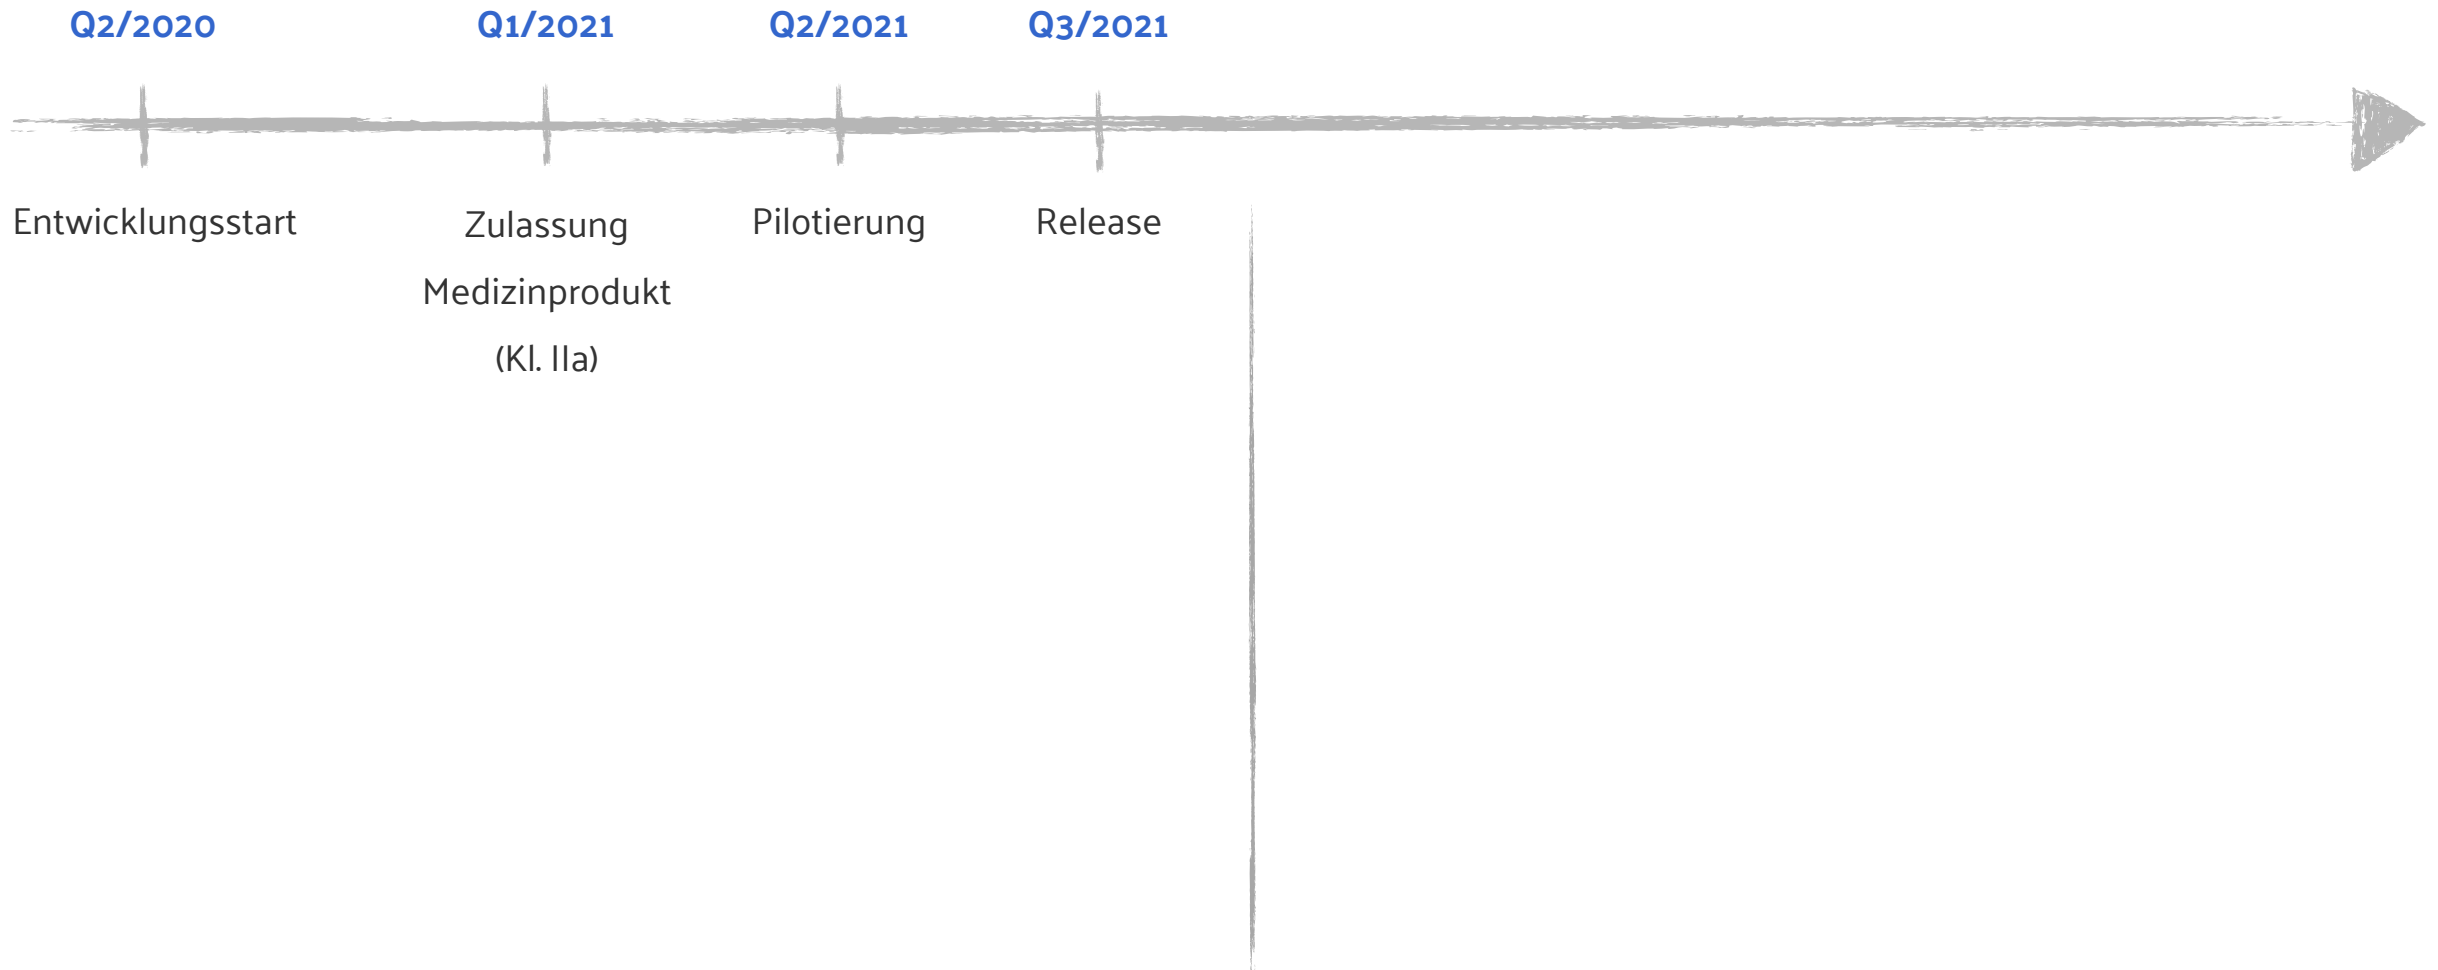 Q2/2020
Q1/2021
Q2/2021
Q3/2021
Entwicklungsstart
Zulassung
Medizinprodukt
(Kl. IIa)
Pilotierung
Release